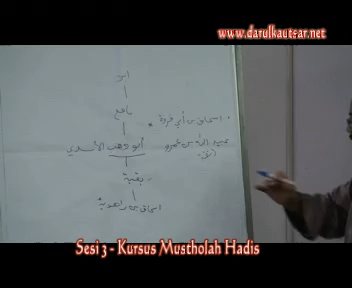 www.darulkautsar.net
ابن
نافع
اسحاق بن أبي فروة
أبو وهب الأسدي
عبيد الله بن عمرو
بقية
اسحاق بن راهويه
Sesi 3 - Kursus Mustholah Hadis